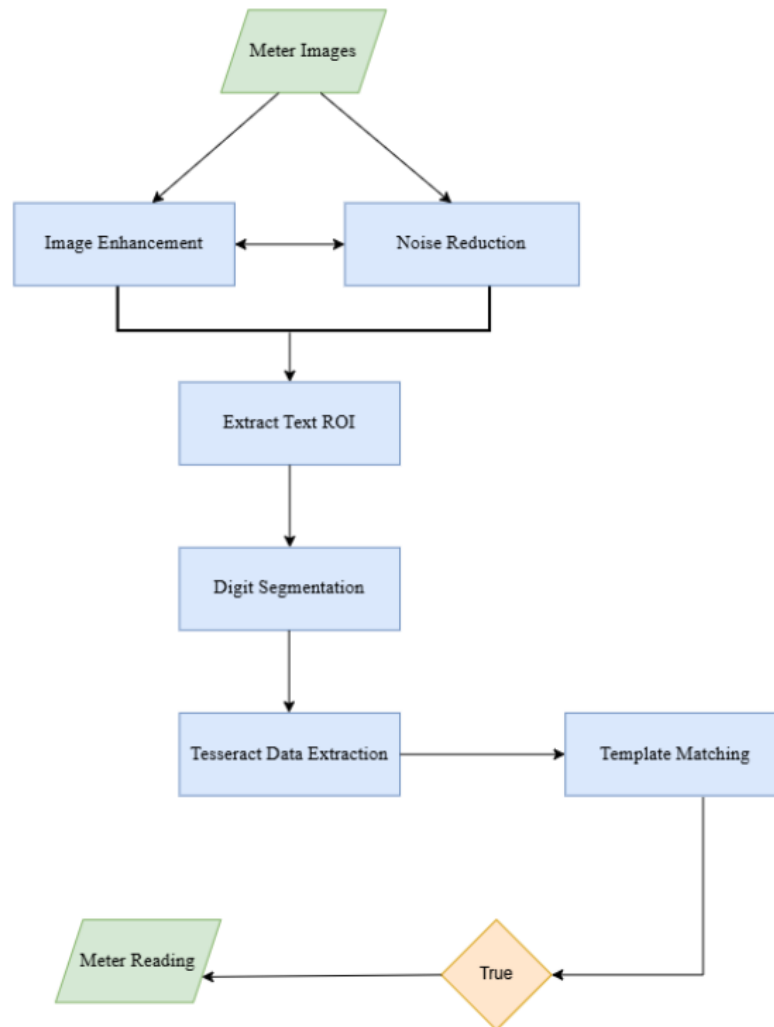 Meter Images
Image Enhancement
Noise Reduction
Extract Text ROI
Digit Segmentation
Tesseract Data Extraction
Template Matching
Meter Reading
True